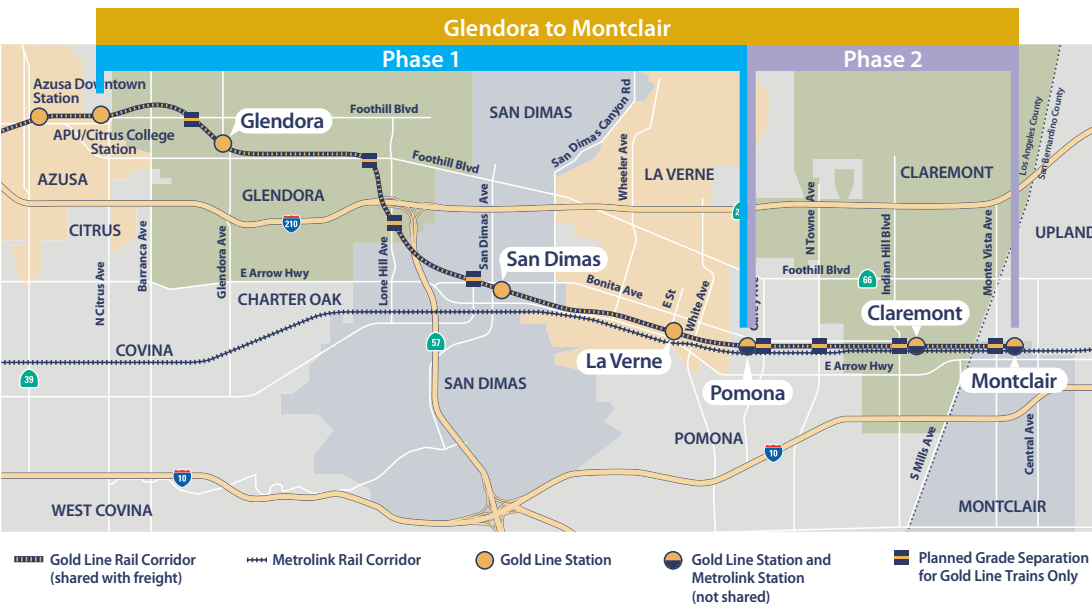 Glendora to Montclair
Phase 1
Phase 2
Azusa Downtown
Station
APU/Citrus College
Station
Glendora
Foothill Blvd
Foothill Blvd
SAN DIMAS
San Dimas Canyon Rd
Wheeler Ave
LA VERNE
CLAREMONT
Los Angeles County
San Bernardino County
AZUSA
GLENDORA
210
CITRUS
N Citrus Ave
Barranca Ave
Glendora Ave
Lone Hill Ave
San Dimas Ave
N Towne Ave
Indian Hill Blvd
Monte Vista Ave
UPLAND
E Arrow Hwy
CHARTER OAK
San Dimas
Bonita Ave
E St
White Ave
Foothill Blvd
66
Claremont
COVINA
39
57
SAN DIMAS
La Verne
Pomona
E Arrow Hwy
Montclair
POMONA
10
10
S Mills Ave
Central Ave
WEST COVINA
MONTCLAIR
Gold Line Rail Corridor
(shared with freight)
Metrolink Rail Corridor
Gold Line Station
Gold Line Station and
Metrolink Station
(not shared)
Planned Grade Separation
for Gold Line Trains Only